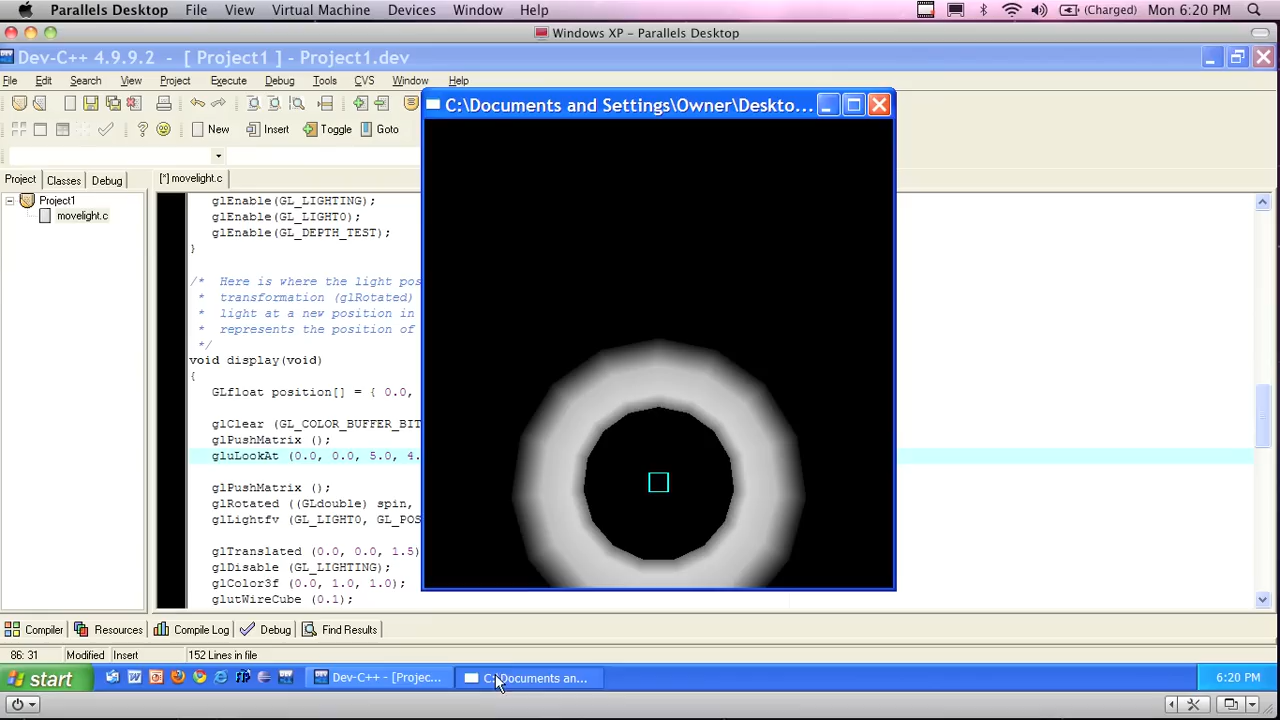 Parallels Desktop File View Virtual Machine Devices Window Help (Charged) Mon 6:20 PM
Windows XP - Parallels Desktop
Dev-C++ 4.9.9.2 - [ Project1 ] - Project1.dev
File Edit Search View Project Execute Debug Tools CVS Window Help
C:\Documents and Settings\Owner\Deskto...
New Insert Toggle Goto
Project Classes Debug [*] movelight.c
Project1
movelight.c
glEnable(GL_LIGHTING);
glEnable(GL_LIGHT0);
glEnable(GL_DEPTH_TEST);
}
/* Here is where the light pos
* transformation (glRotated)
* light at a new position in
* represents the position of
*/
void display(void)
{
GLfloat position[] = { 0.0,
glClear (GL_COLOR_BUFFER_BIT
glPushMatrix ();
gluLookAt (0.0, 0.0, 5.0, 4.
glPushMatrix ();
glRotated ((GLdouble) spin,
glLightfv (GL_LIGHT0, GL_POS
glTranslated (0.0, 0.0, 1.5)
glDisable (GL_LIGHTING);
glColor3f (0.0, 1.0, 1.0);
glutWireCube (0.1);
Compiler Resources Compile Log Debug Find Results
86: 31 Modified Insert 152 Lines in file
start Dev-C++ - [Projec... C:\Documents an... 6:20 PM